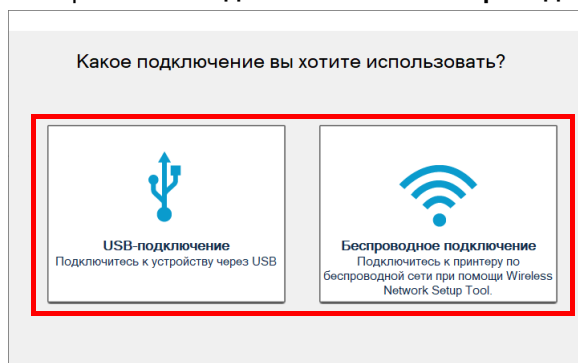 Какое подключение вы хотите использовать?
USB-подключение
Подключитесь к устройству через USB
Беспроводное подключение
Подключитесь к принтеру по
беспроводной сети при помощи Wireless
Network Setup Tool.